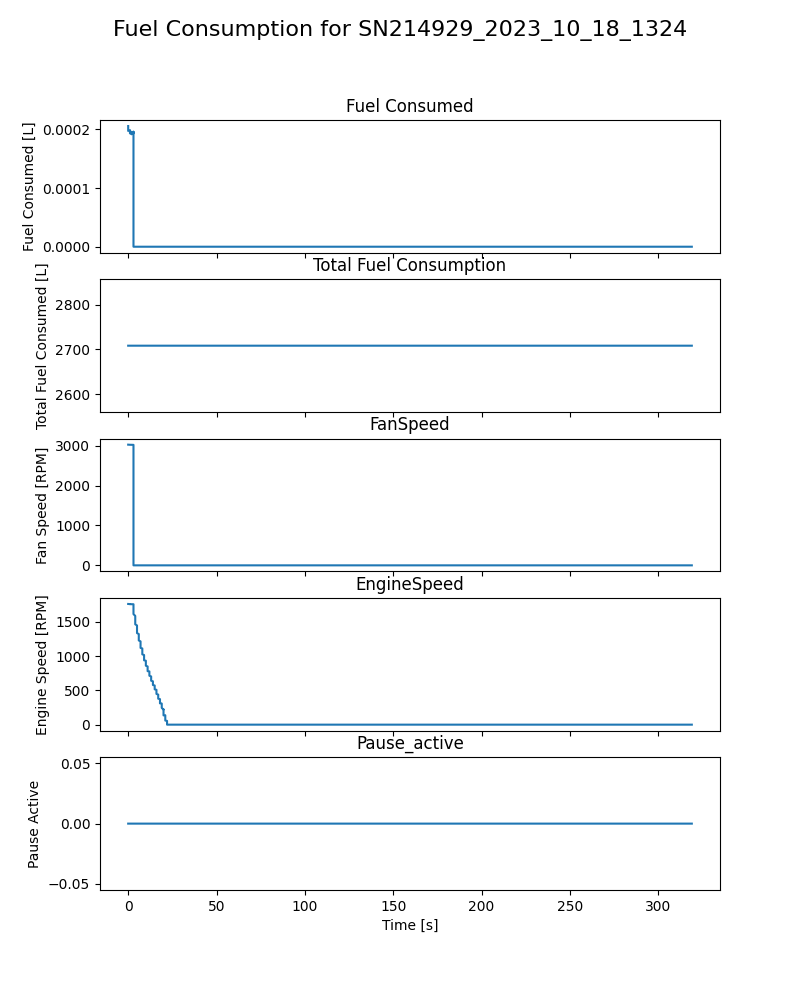 Fuel Consumption for SN214929_2023_10_18_1324
Fuel Consumed
Fuel Consumed [L]
0.0002
0.0001
0.0000
Total Fuel Consumption
Total Fuel Consumed [L]
2800
2700
2600
FanSpeed
Fan Speed [RPM]
3000
2000
1000
0
EngineSpeed
Engine Speed [RPM]
1500
1000
500
0
Pause_active
Pause Active
0.05
0.00
−0.05
0 50 100 150 200 250 300
Time [s]